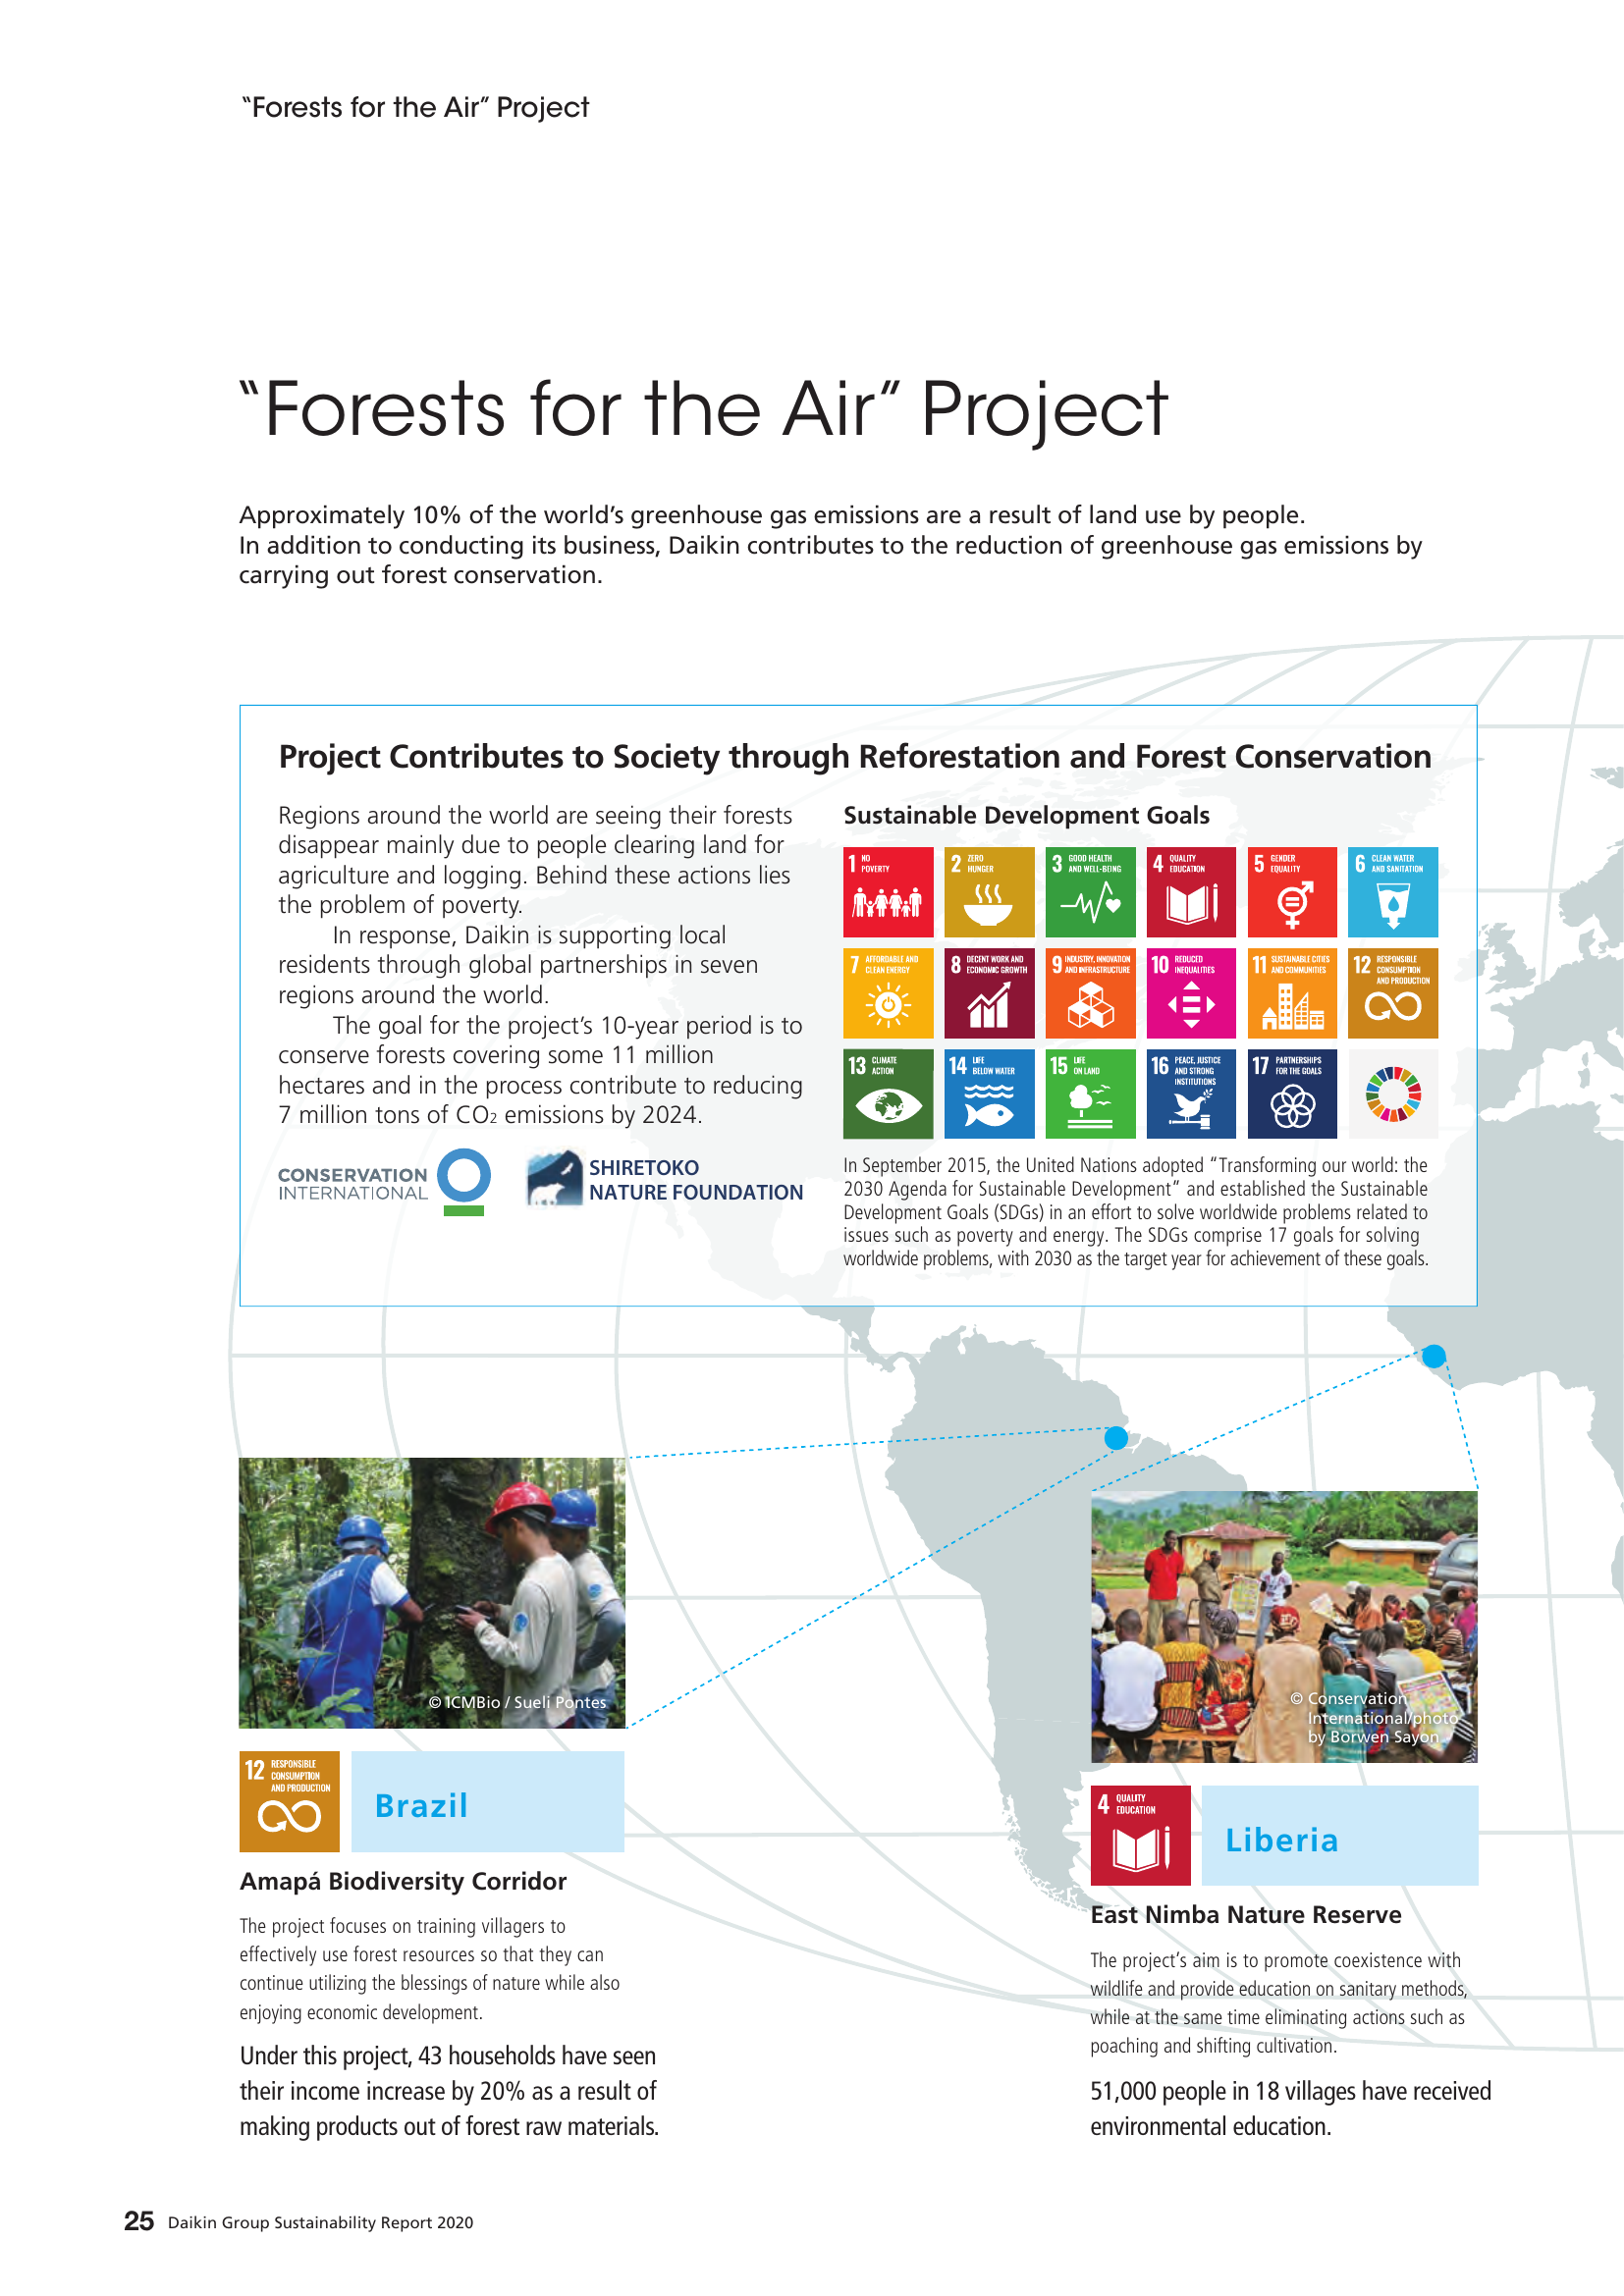 “Forests for the Air” Project
“Forests for the Air” Project
Approximately 10% of the world’s greenhouse gas emissions are a result of land use by people.
In addition to conducting its business, Daikin contributes to the reduction of greenhouse gas emissions by
carrying out forest conservation.
Project Contributes to Society through Reforestation and Forest Conservation
Regions around the world are seeing their forests
disappear mainly due to people clearing land for
agriculture and logging. Behind these actions lies
the problem of poverty.
In response, Daikin is supporting local
residents through global partnerships in seven
regions around the world.
The goal for the project’s 10-year period is to
conserve forests covering some 11 million
hectares and in the process contribute to reducing
7 million tons of CO2 emissions by 2024.
CONSERVATION
INTERNATIONAL
SHIRETOKO
NATURE FOUNDATION
Sustainable Development Goals
1 NO
POVERTY
2 ZERO
HUNGER
3 GOOD HEALTH
AND WELL-BEING
4 QUALITY
EDUCATION
5 GENDER
EQUALITY
6 CLEAN WATER
AND SANITATION
7 AFFORDABLE AND
CLEAN ENERGY
8 DECENT WORK AND
ECONOMIC GROWTH
9 INDUSTRY, INNOVATION
AND INFRASTRUCTURE
10 REDUCED
INEQUALITIES
11 SUSTAINABLE CITIES
AND COMMUNITIES
12 RESPONSIBLE
CONSUMPTION
AND PRODUCTION
13 CLIMATE
ACTION
14 LIFE
BELOW WATER
15 LIFE
ON LAND
16 PEACE, JUSTICE
AND STRONG
INSTITUTIONS
17 PARTNERSHIPS
FOR THE GOALS
In September 2015, the United Nations adopted “Transforming our world: the
2030 Agenda for Sustainable Development” and established the Sustainable
Development Goals (SDGs) in an effort to solve worldwide problems related to
issues such as poverty and energy. The SDGs comprise 17 goals for solving
worldwide problems, with 2030 as the target year for achievement of these goals.
© ICMBio / Sueli Pontes
12 RESPONSIBLE
CONSUMPTION
AND PRODUCTION
Brazil
Amapá Biodiversity Corridor
The project focuses on training villagers to
effectively use forest resources so that they can
continue utilizing the blessings of nature while also
enjoying economic development.
Under this project, 43 households have seen
their income increase by 20% as a result of
making products out of forest raw materials.
© Conservation
International/photo
by Borwen Sayon
4 QUALITY
EDUCATION
Liberia
East Nimba Nature Reserve
The project’s aim is to promote coexistence with
wildlife and provide education on sanitary methods,
while at the same time eliminating actions such as
poaching and shifting cultivation.
51,000 people in 18 villages have received
environmental education.
25 Daikin Group Sustainability Report 2020